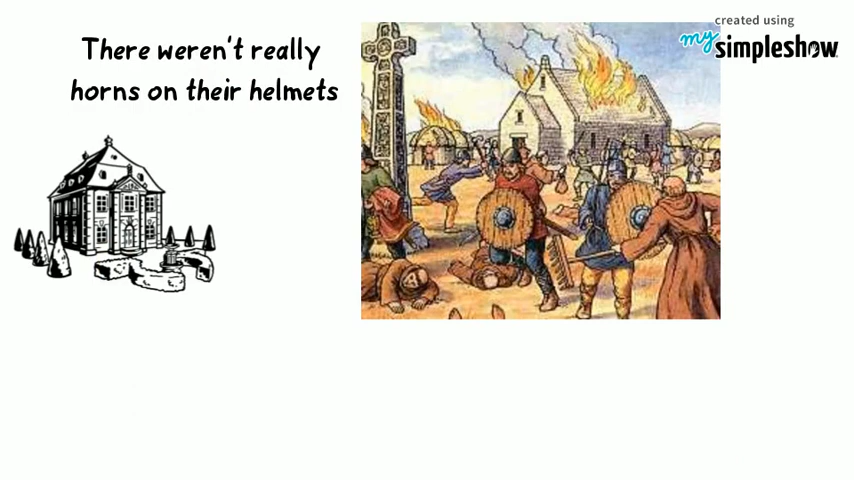 There weren't really
horns on their helmets
created using
my simpleshow